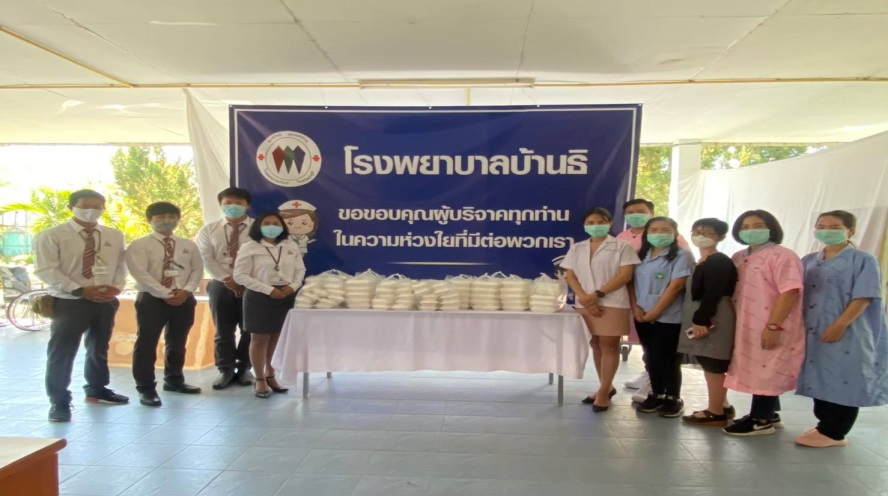 โรงพยาบาลบ้านธิ
ขอขอบคุณผู้บริจาคทุกท่าน
ในความห่วงใยที่มีต่อพวกเรา